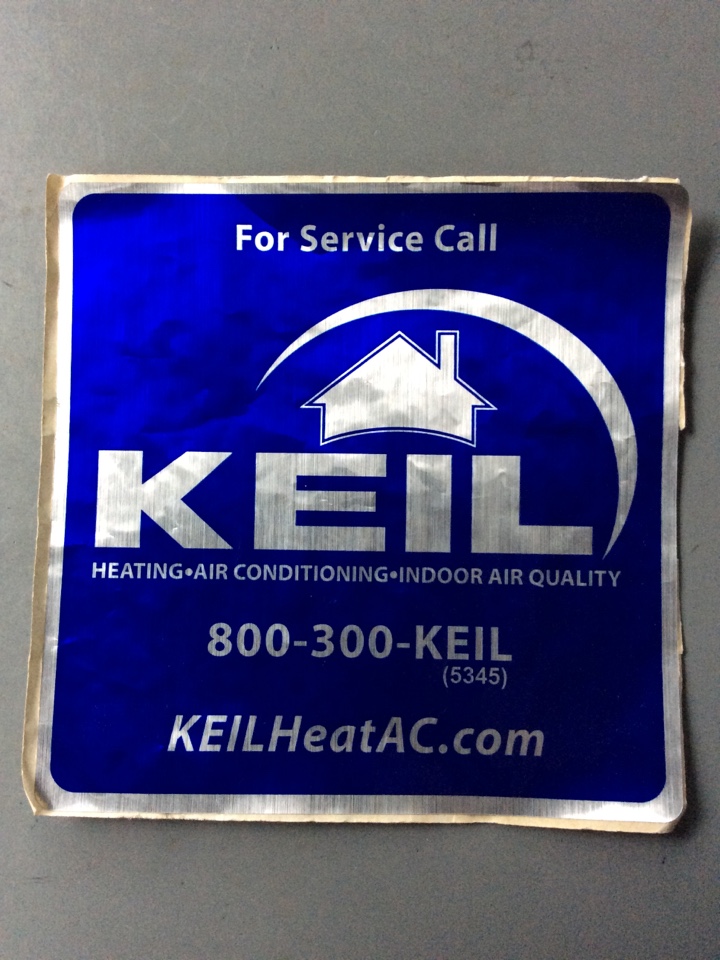 For Service Call
KEIL
HEATING•AIR CONDITIONING•INDOOR AIR QUALITY
800-300-KEIL
(5345)
KEILHeatAC.com